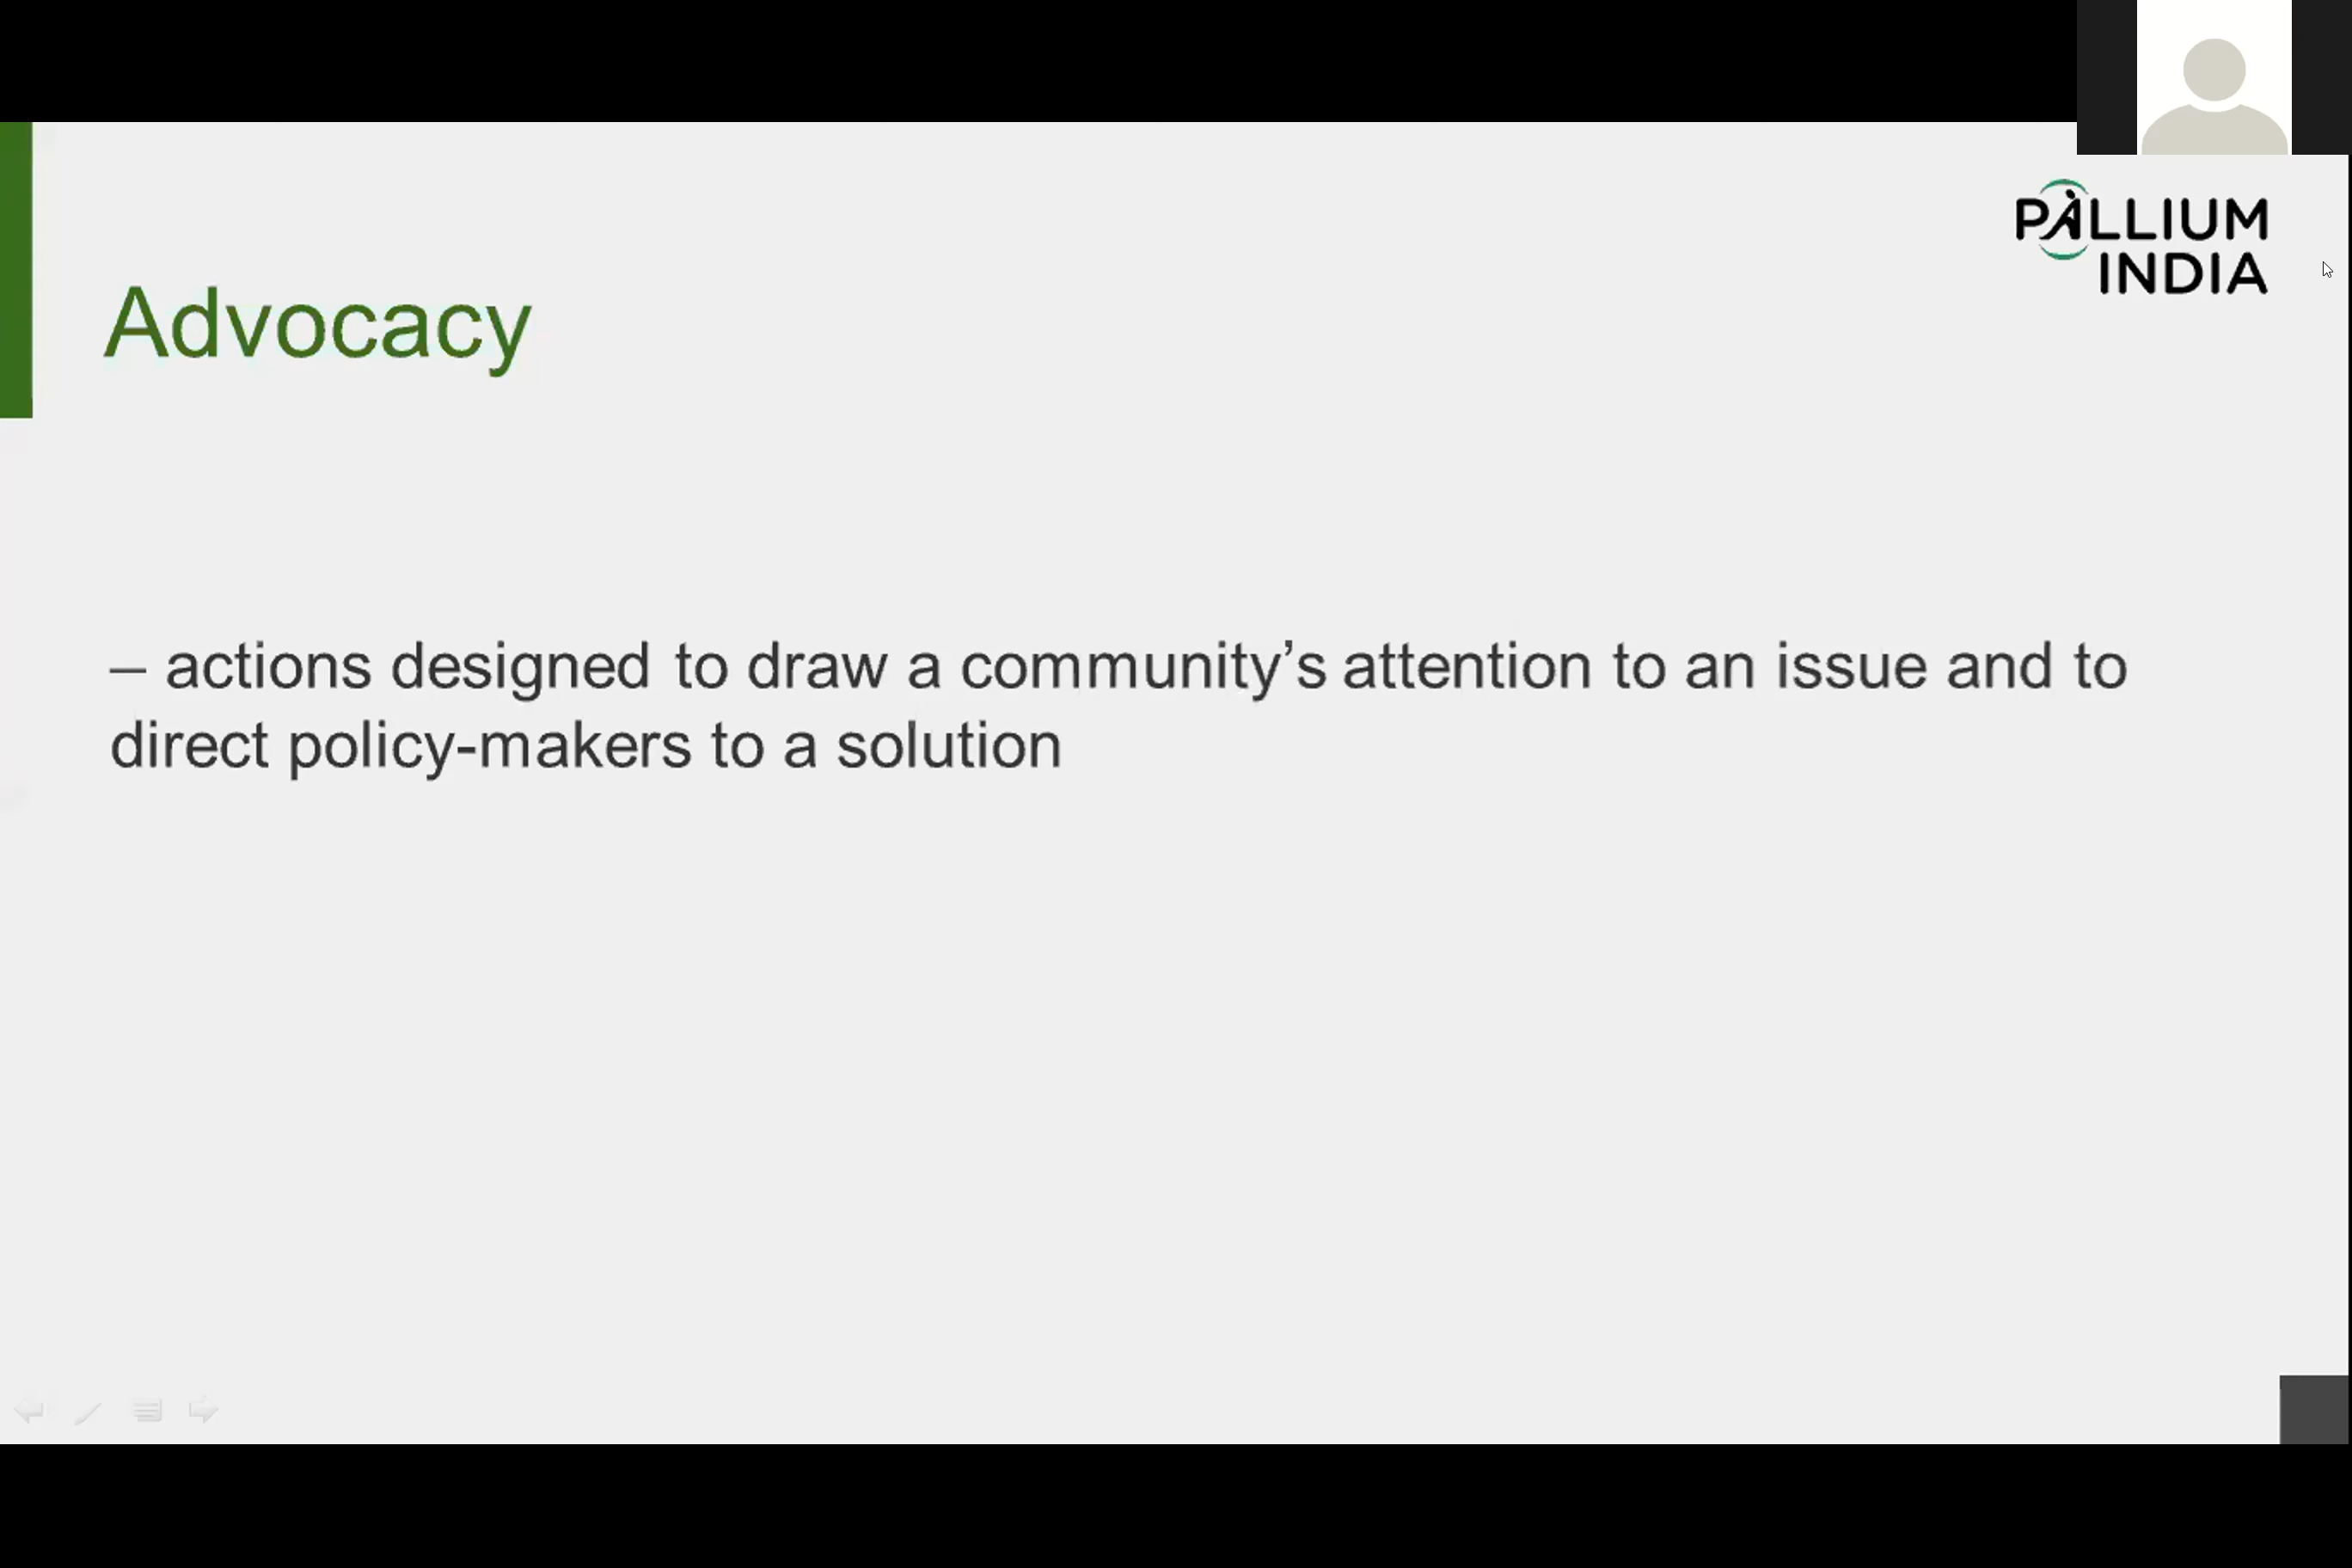 PALLIUM
INDIA
Advocacy
– actions designed to draw a community’s attention to an issue and to
direct policy-makers to a solution